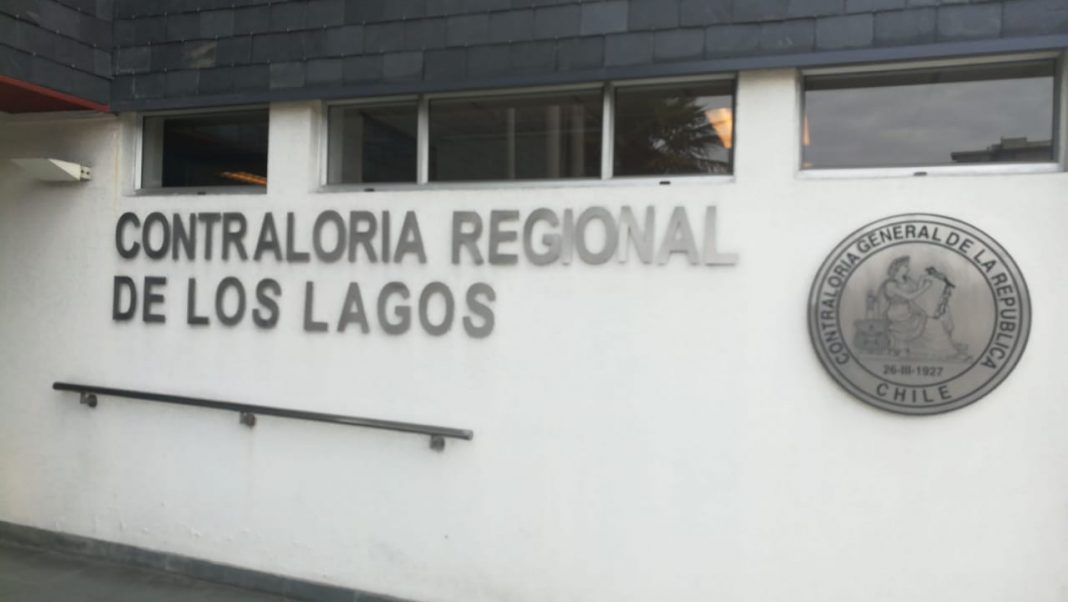 CONTRALORIA REGIONAL
DE LOS LAGOS
CONTRALORIA GENERAL DE LA REPUBLICA
26-III-1927
CHILE